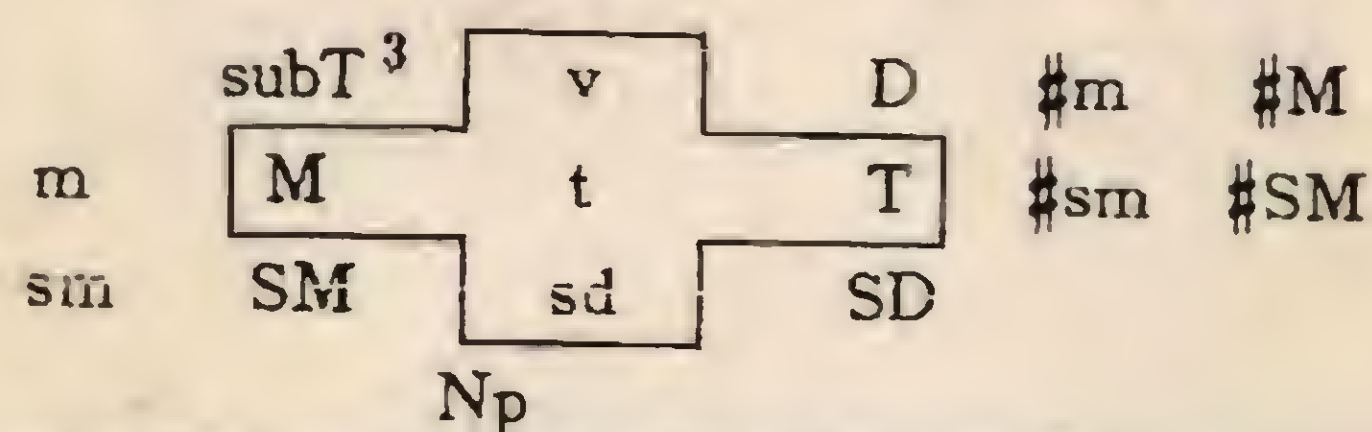 subT³ v D ♯m ♯M
m M t T ♯sm ♯SM
sm SM sd SD
Np